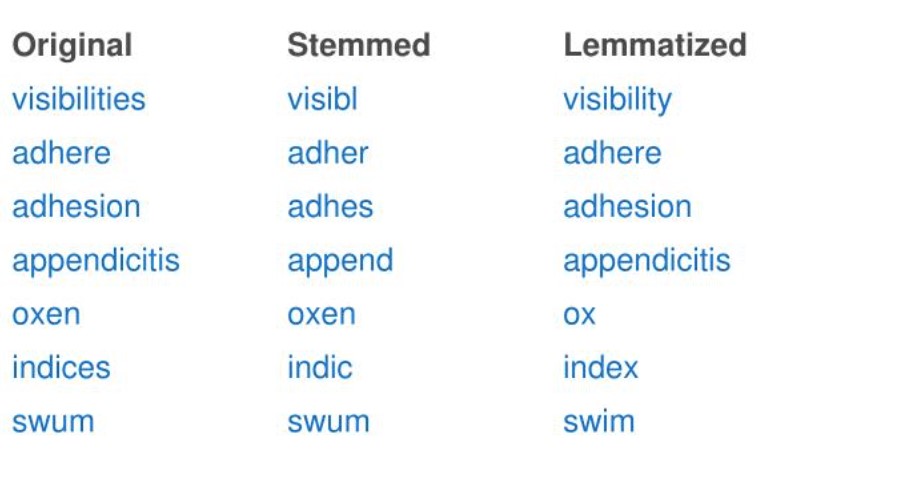 Original Stemmed Lemmatized
visibilities visibl visibility
adhere adher adhere
adhesion adhes adhesion
appendicitis append appendicitis
oxen oxen ox
indices indic index
swum swum swim